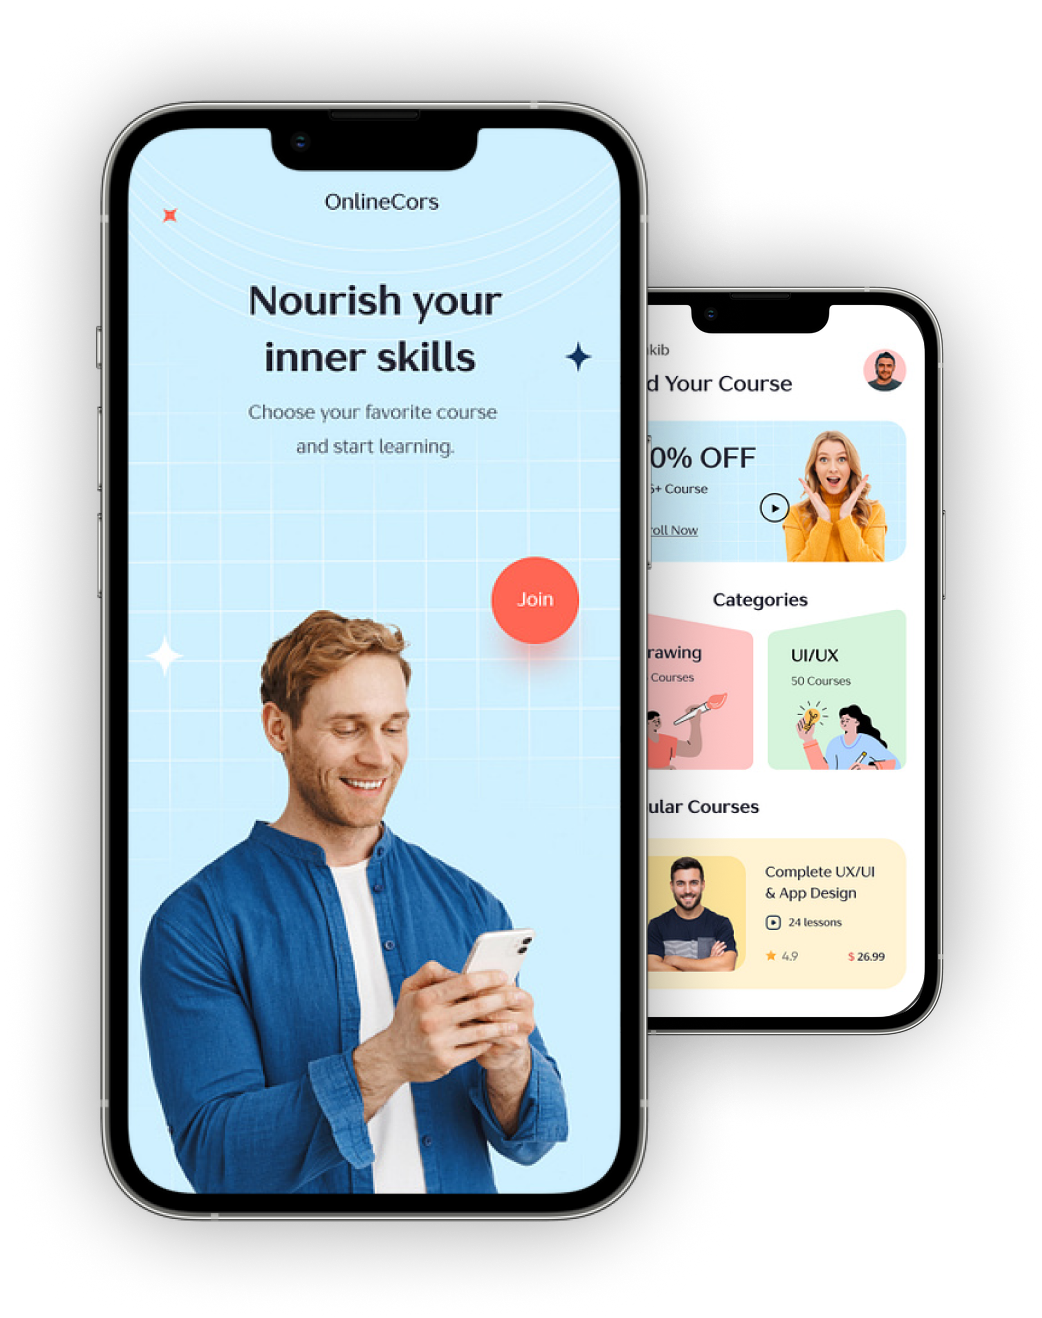 OnlineCors
Nourish your
inner skills
Choose your favorite course
and start learning.
Join
kib
d Your Course
0% OFF
5+ Course
roll Now
Categories
rawing
Courses
UI/UX
50 Courses
ular Courses
Complete UX/UI
& App Design
24 lessons
4.9
$ 26.99